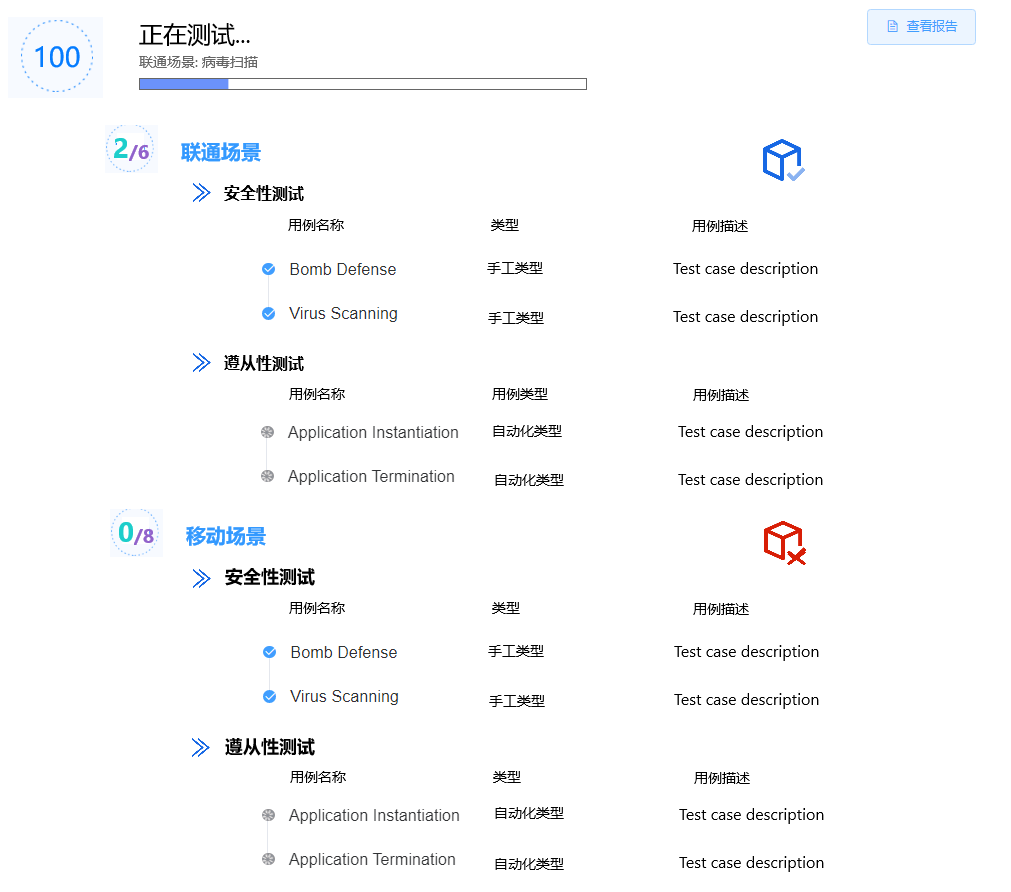 100
正在测试...
联通场景: 病毒扫描
查看报告
2/6 联通场景
安全性测试
用例名称 类型 用例描述
Bomb Defense 手工类型 Test case description
Virus Scanning 手工类型 Test case description
遵从性测试
用例名称 用例类型 用例描述
Application Instantiation 自动化类型 Test case description
Application Termination 自动化类型 Test case description
0/8 移动场景
安全性测试
用例名称 类型 用例描述
Bomb Defense 手工类型 Test case description
Virus Scanning 手工类型 Test case description
遵从性测试
用例名称 类型 用例描述
Application Instantiation 自动化类型 Test case description
Application Termination 自动化类型 Test case description